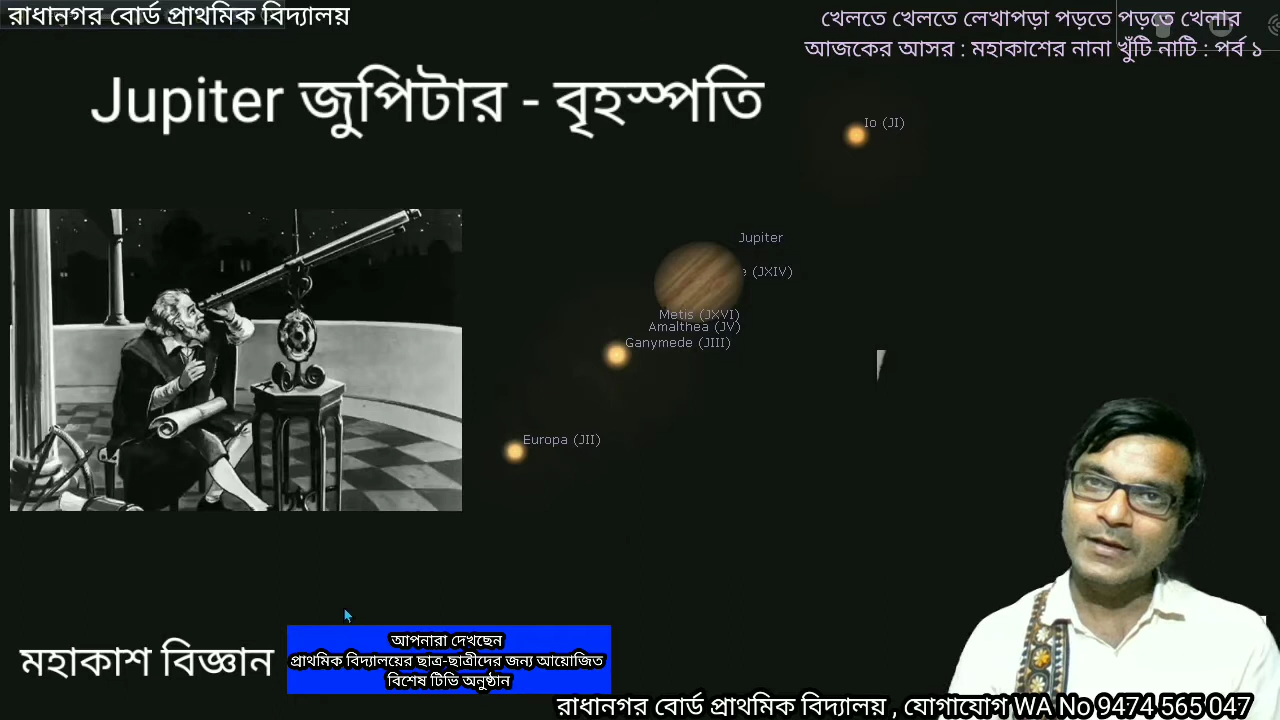 রাধানগর বোর্ড প্রাথমিক বিদ্যালয়
খেলতে খেলতে লেখাপড়া পড়তে পড়তে খেলার
আজকের আসর : মহাকাশের নানা খুঁটি নাটি : পর্ব ১
Jupiter জুপিটার - বৃহস্পতি
Io (JI)
Jupiter
(JXIV)
Metis (JXVI)
Amalthea (JV)
Ganymede (JIII)
Europa (JII)
মহাকাশ বিজ্ঞান
আপনারা দেখছেন
প্রাথমিক বিদ্যালয়ের ছাত্র-ছাত্রীদের জন্য আয়োজিত
বিশেষ টিভি অনুষ্ঠান
রাধানগর বোর্ড প্রাথমিক বিদ্যালয় , যোগাযোগ WA No 9474 565 047